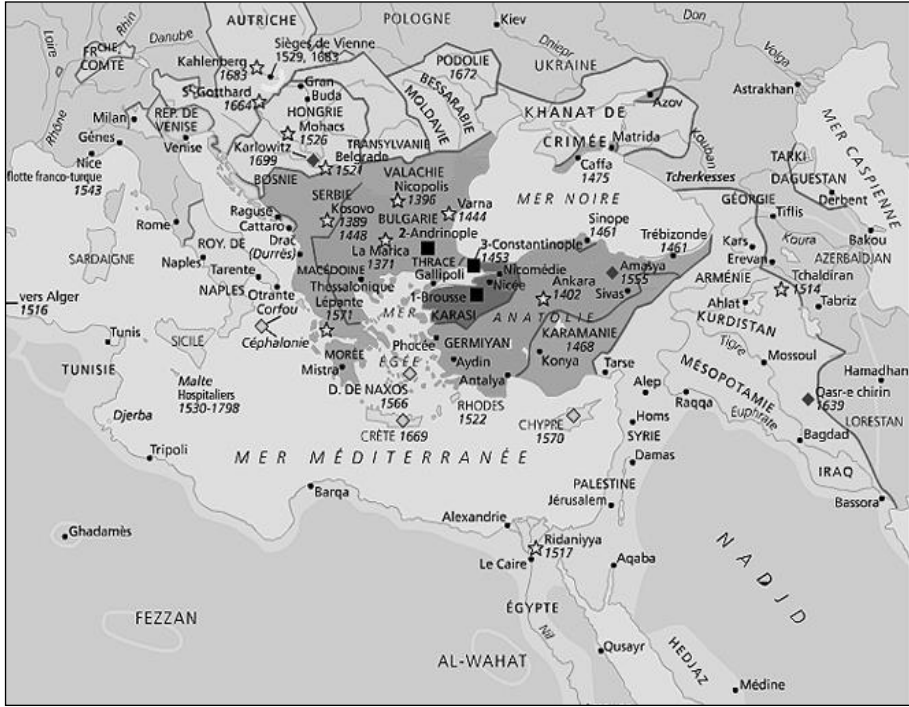 AUTRICHE
POLOGNE
Kiev
Don
Rhin
Loire
Danube
Sièges de Vienne
1529, 1683
Dniepr
Volga
FRCHE
COMTÉ
Kahlenberg
1683
PODOLIE
1672
UKRAINE
Astrakhan
St Gotthard
1664
Gran
Buda
BESSARABIE
MOLDAVIE
Azov
HONGRIE
Rhône
Milan
RÉP. DE
VENISE
Mohacs
1526
KHANAT DE
CRIMÉE
Matrida
Kouban
MER CASPIENNE
Gênes
Venise
Karlowitz
1699
TRANSYLVANIE
Belgrade
1521
Caffa
1475
TARKI
Nice
flotte franco-turque
1543
BOSNIE
VALACHIE
Tcherkesses
DAGUESTAN
Derbent
SERBIE
Nicopolis
1396
MER NOIRE
GÉORGIE
Rome
Raguse
Cattaro
Kosovo
1389
1448
BULGARIE
Varna
1444
Sinope
1461
Trébizonde
1461
Tiflis
2-Andrinople
Drač
(Durrës)
La Marica
1371
3-Constantinople
1453
Kars
Koura
Bakou
ROY. DE
Naples
NAPLES
SARDAIGNE
THRACE
Gallipoli
Erevan
AZERBAÏDJAN
Tarente
MACÉDOINE
Thessalonique
Nicomédie
Nicée
Amasya
1555
ARMÉNIE
Tchaldiran
1514
vers Alger
1516
Otrante
Corfou
Lépante
1571
1-Brousse
Ankara
1402
Sivas
Ahlat
Tabriz
MER
ÉGÉE
KARASI
ANATOLIE
KURDISTAN
Tunis
Céphalonie
SICILE
Phocée
GERMIYAN
KARAMANIE
1468
Tigre
Mossoul
TUNISIE
MORÉE
Mistra
Aydin
Konya
Tarse
Hamadhan
Malte
Hospitaliers
1530-1798
D. DE NAXOS
1566
Antalya
Alep
MÉSOPOTAMIE
Raqqa
Qasr-e chirin
1639
Djerba
RHODES
1522
CHYPRE
1570
Homs
Euphrate
LORESTAN
CRÈTE 1669
SYRIE
Bagdad
Tripoli
MER MÉDITERRANÉE
Damas
IRAQ
Barqa
PALESTINE
Jérusalem
Bassora
Alexandrie
Ghadamès
Ridaniyya
1517
Le Caire
Aqaba
NADJD
FEZZAN
ÉGYPTE
Nil
AL-WAHAT
Qusayr
HEDJAZ
Médine